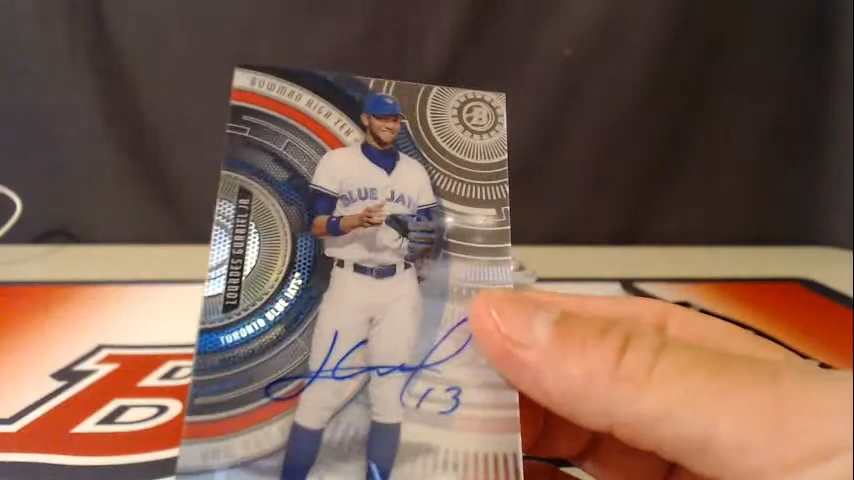 BOWMAN HIGH TEK
B
BLUE JAYS
LOURDES GURRIEL JR
TORONTO BLUE JAYS
13